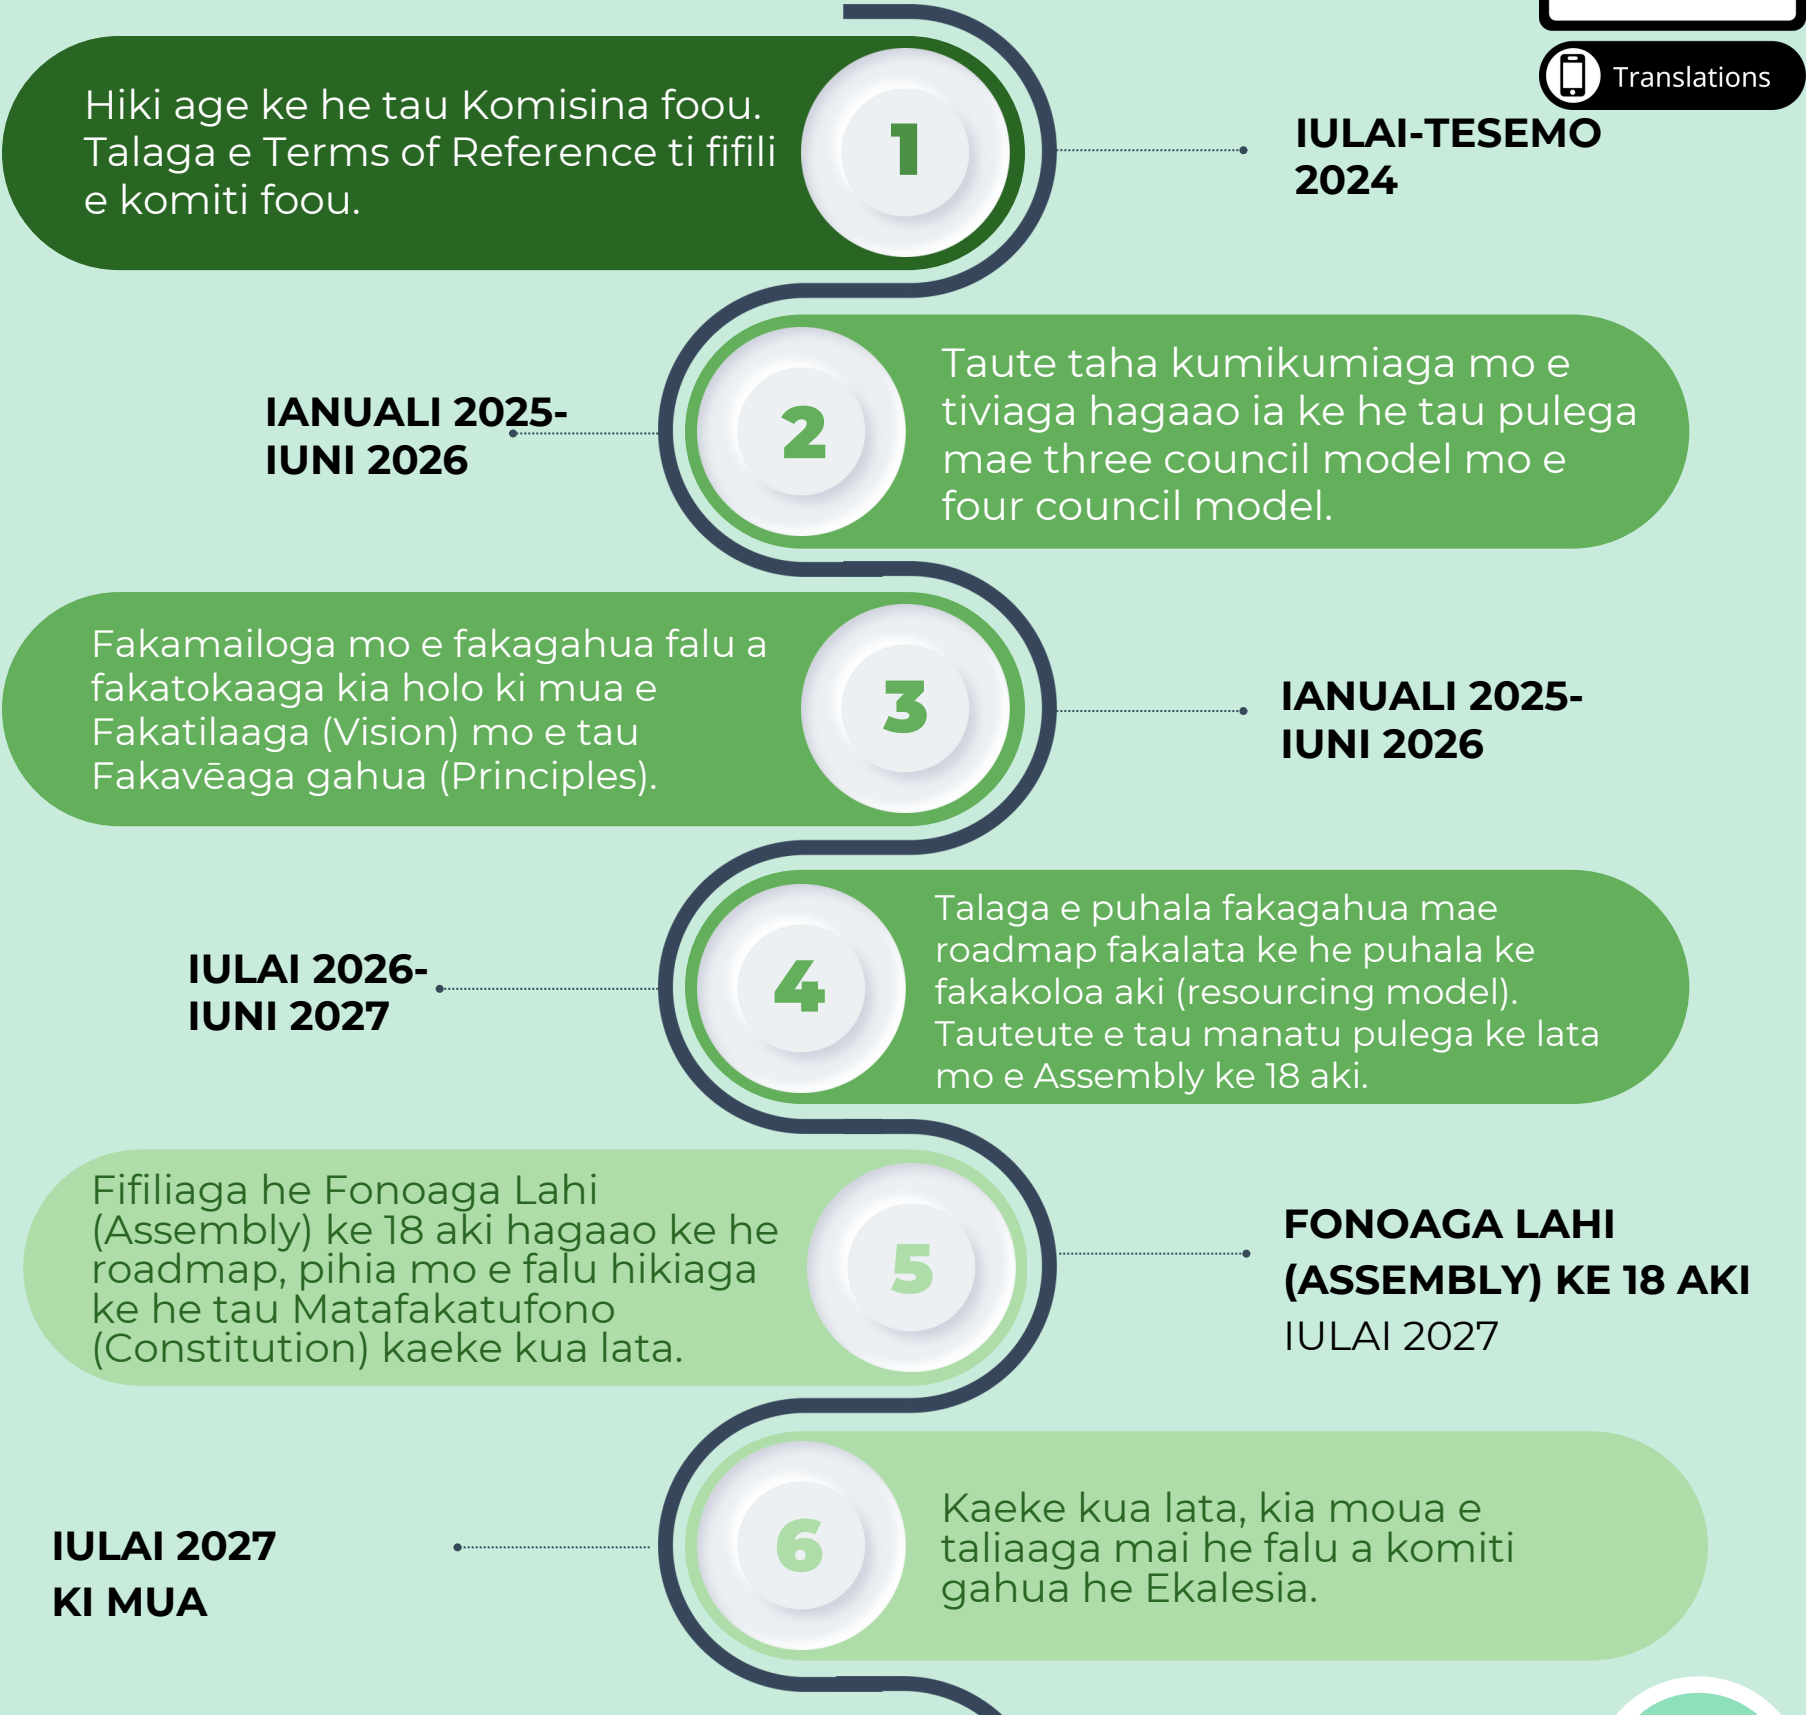 Translations
Hiki age ke he tau Komisina foou.
Talaga e Terms of Reference ti fifili
e komiti foou.
1
IULAI-TESEMO
2024
IANUALI 2025-
IUNI 2026
2
Taute taha kumikumiaga mo e
tiviaga hagaao ia ke he tau pulega
mae three council model mo e
four council model.
Fakamailoga mo e fakagahua falu a
fakatokaaga kia holo ki mua e
Fakatilaaga (Vision) mo e tau
Fakavēaga gahua (Principles).
3
IANUALI 2025-
IUNI 2026
IULAI 2026-
IUNI 2027
4
Talaga e puhala fakagahua mae
roadmap fakalata ke he puhala ke
fakakoloa aki (resourcing model).
Tauteute e tau manatu pulega ke lata
mo e Assembly ke 18 aki.
Fifiliaga he Fonoaga Lahi
(Assembly) ke 18 aki hagaao ke he
roadmap, pihia mo e falu hikiaga
ke he tau Matafakatufono
(Constitution) kaeke kua lata.
5
FONOAGA LAHI
(ASSEMBLY) KE 18 AKI
IULAI 2027
IULAI 2027
KI MUA
6
Kaeke kua lata, kia moua e
taliaaga mai he falu a komiti
gahua he Ekalesia.